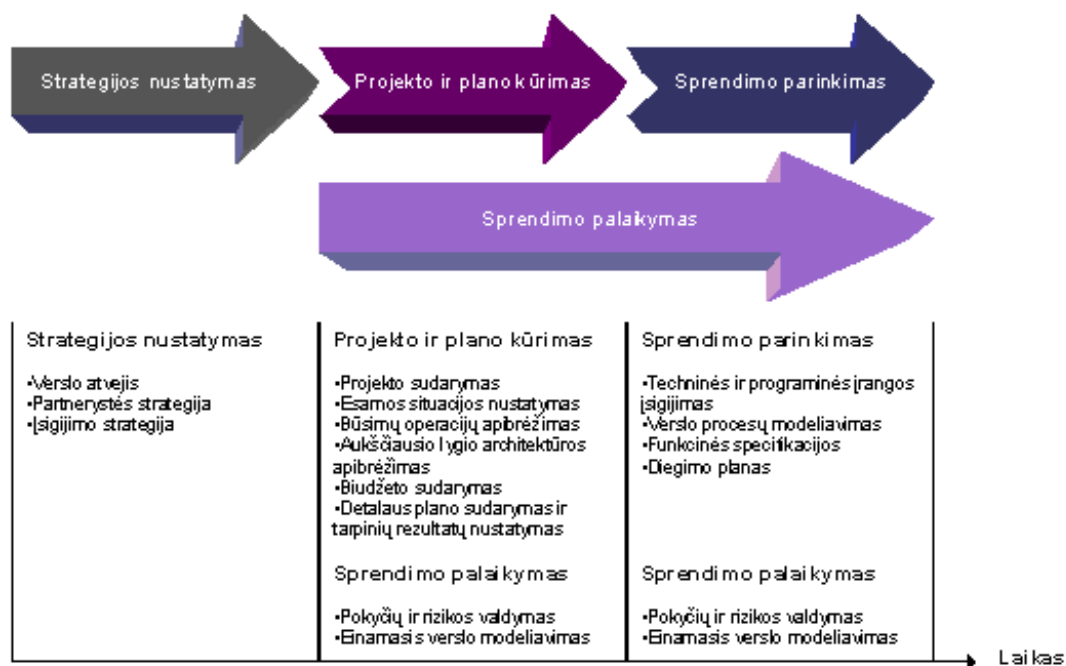 Strategijos nustatymas
Projekto ir plano kūrimas
Sprendimo parinkimas
Sprendimo palaikymas
Strategijos nustatymas
•Verslo atvejis
•Partnerystės strategija
•Įsigijimo strategija
Projekto ir plano kūrimas
•Projekto sudarymas
•Esamos situacijos nustatymas
•Būsimų operacijų apibrėžimas
•Aukščiausio lygio architektūros
apibrėžimas
•Biudžeto sudarymas
•Detalaus plano sudarymas ir
tarpinių rezultatų nustatymas
Sprendimo palaikymas
•Pokyčių ir rizikos valdymas
•Einamasis verslo modeliavimas
Sprendimo parinkimas
•Techninės ir programinės įrangos
įsigijimas
•Verslo procesų modeliavimas
•Funkcinės specifikacijos
•Diegimo planas
Sprendimo palaikymas
•Pokyčių ir rizikos valdymas
•Einamasis verslo modeliavimas
Laikas